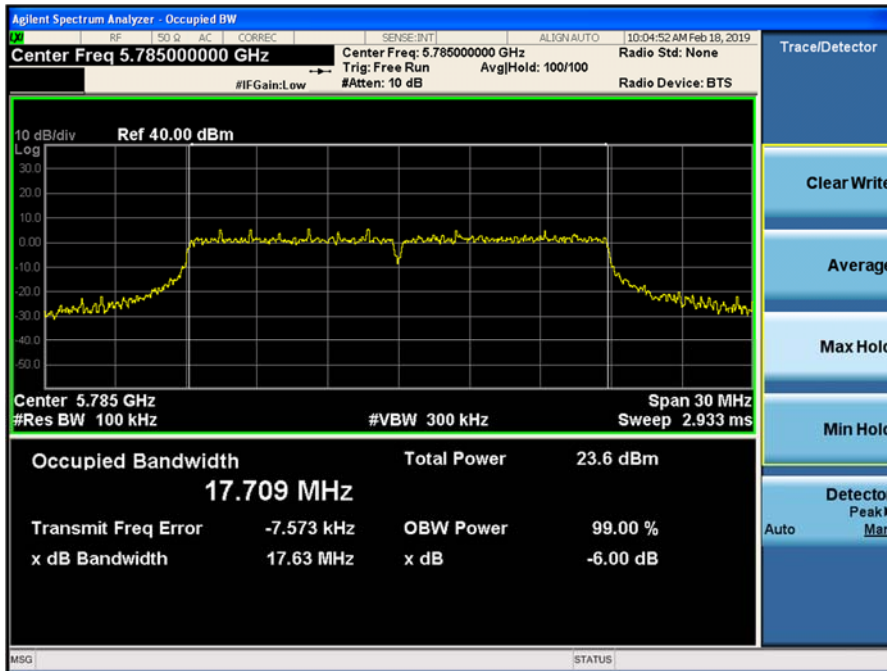 Agilent Spectrum Analyzer - Occupied BW
LXI RF 50 Ω AC CORREC SENSE:INT ALIGN AUTO 10:04:52 AM Feb 18, 2019
Center Freq 5.785000000 GHz
Center Freq: 5.785000000 GHz Radio Std: None
Trig: Free Run Avg|Hold: 100/100
#IFGain:Low #Atten: 10 dB Radio Device: BTS
Trace/Detector
10 dB/div Ref 40.00 dBm
Log
30.0
20.0
10.0
0.00
-10.0
-20.0
-30.0
-40.0
-50.0
Center 5.785 GHz Span 30 MHz
#Res BW 100 kHz #VBW 300 kHz Sweep 2.933 ms
Occupied Bandwidth Total Power 23.6 dBm
17.709 MHz
Transmit Freq Error -7.573 kHz OBW Power 99.00 %
x dB Bandwidth 17.63 MHz x dB -6.00 dB
Clear Write
Average
Max Hold
Min Hold
Detector
Peak
Auto Man
MSG STATUS